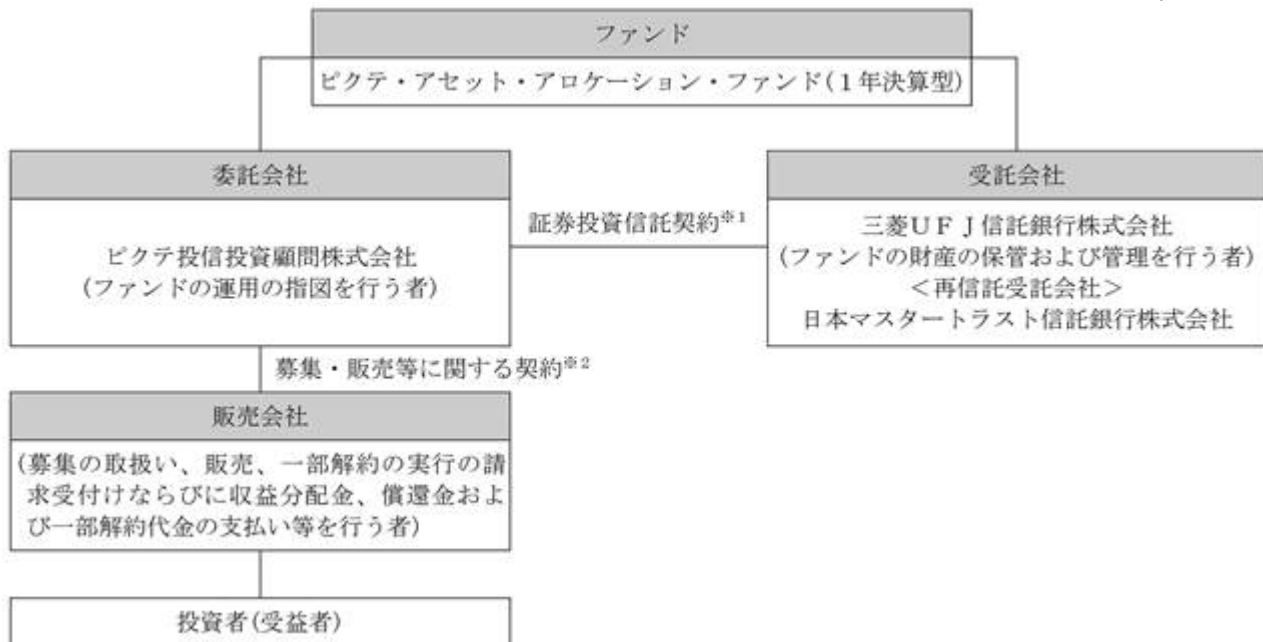 ファンド
ピクテ・アセット・アロケーション・ファンド(1年決算型)
委託会社
ピクテ投信投資顧問株式会社
(ファンドの運用の指図を行う者)
証券投資信託契約※1
受託会社
三菱UFJ信託銀行株式会社
(ファンドの財産の保管および管理を行う者)
<再信託受託会社>
日本マスタートラスト信託銀行株式会社
募集・販売等に関する契約※2
販売会社
(募集の取扱い、販売、一部解約の実行の請
求受付けならびに収益分配金、償還金およ
び一部解約代金の支払い等を行う者)
投資者(受益者)